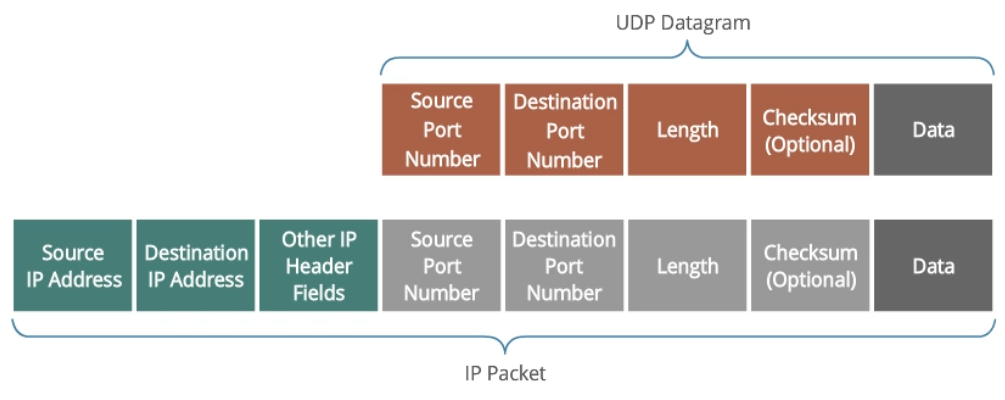 UDP Datagram
Source
Port
Number
Destination
Port
Number
Length
Checksum
(Optional)
Data
Source
IP Address
Destination
IP Address
Other IP
Header
Fields
Source
Port
Number
Destination
Port
Number
Length
Checksum
(Optional)
Data
IP Packet